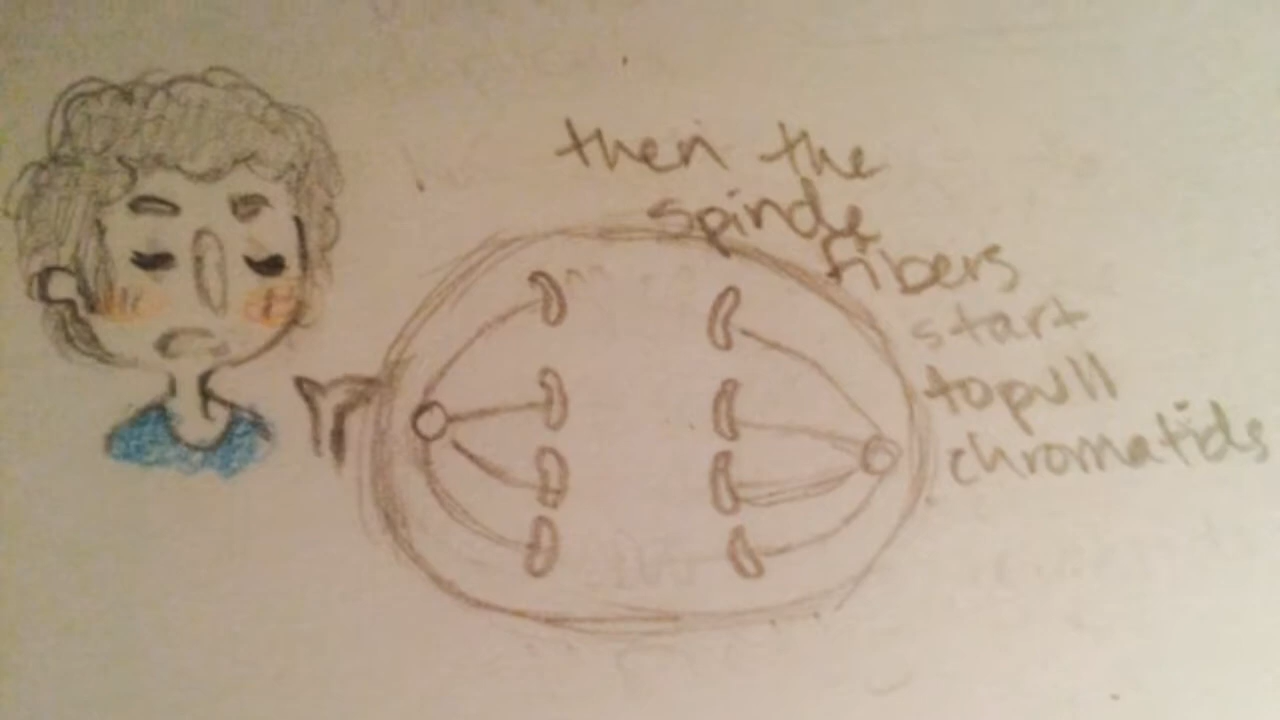 then the
spindle
fibers
start
to pull
chromatids